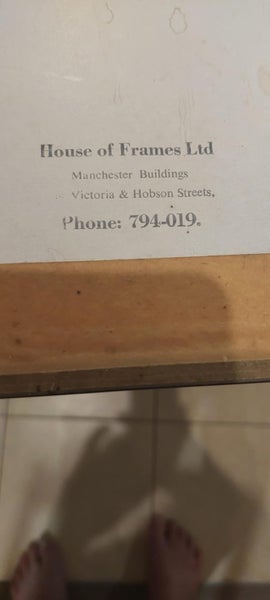 House of Frames Ltd
Manchester Buildings
Victoria & Hobson Streets,
Phone: 794-019.